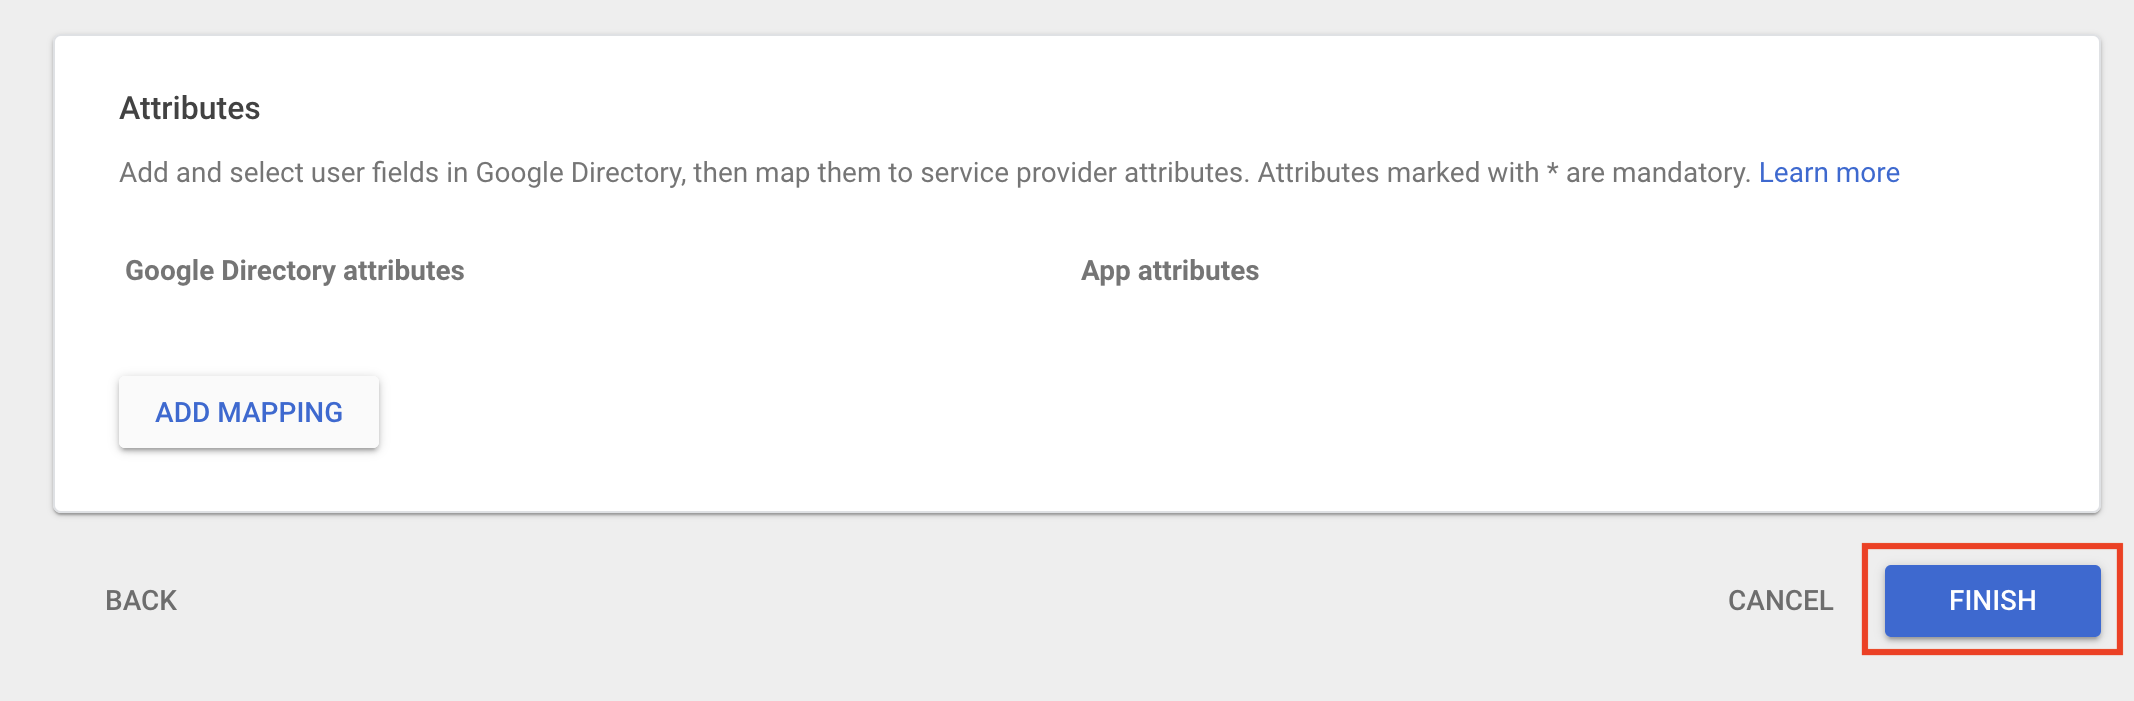 Attributes
Add and select user fields in Google Directory, then map them to service provider attributes. Attributes marked with * are mandatory. Learn more
Google Directory attributes App attributes
ADD MAPPING
BACK CANCEL FINISH